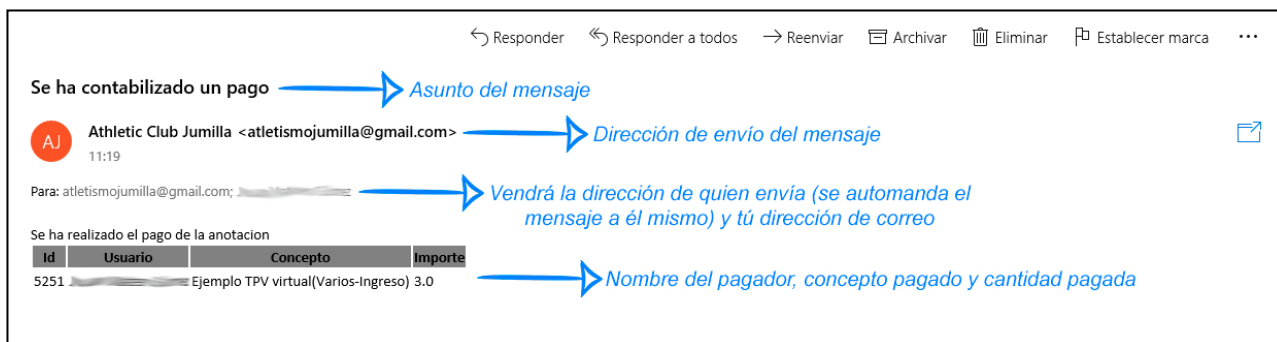 Responder Responder a todos Reenviar Archivar Eliminar Establecer marca ...
Se ha contabilizado un pago Asunto del mensaje
AJ Athletic Club Jumilla <atletismojumilla@gmail.com> Dirección de envío del mensaje
11:19
Para: atletismojumilla@gmail.com; Vendrá la dirección de quien envía (se automanda el
mensaje a él mismo) y tú dirección de correo
Se ha realizado el pago de la anotacion
Id Usuario Concepto Importe
5251 Ejemplo TPV virtual(Varios-Ingreso) 3.0 Nombre del pagador, concepto pagado y cantidad pagada